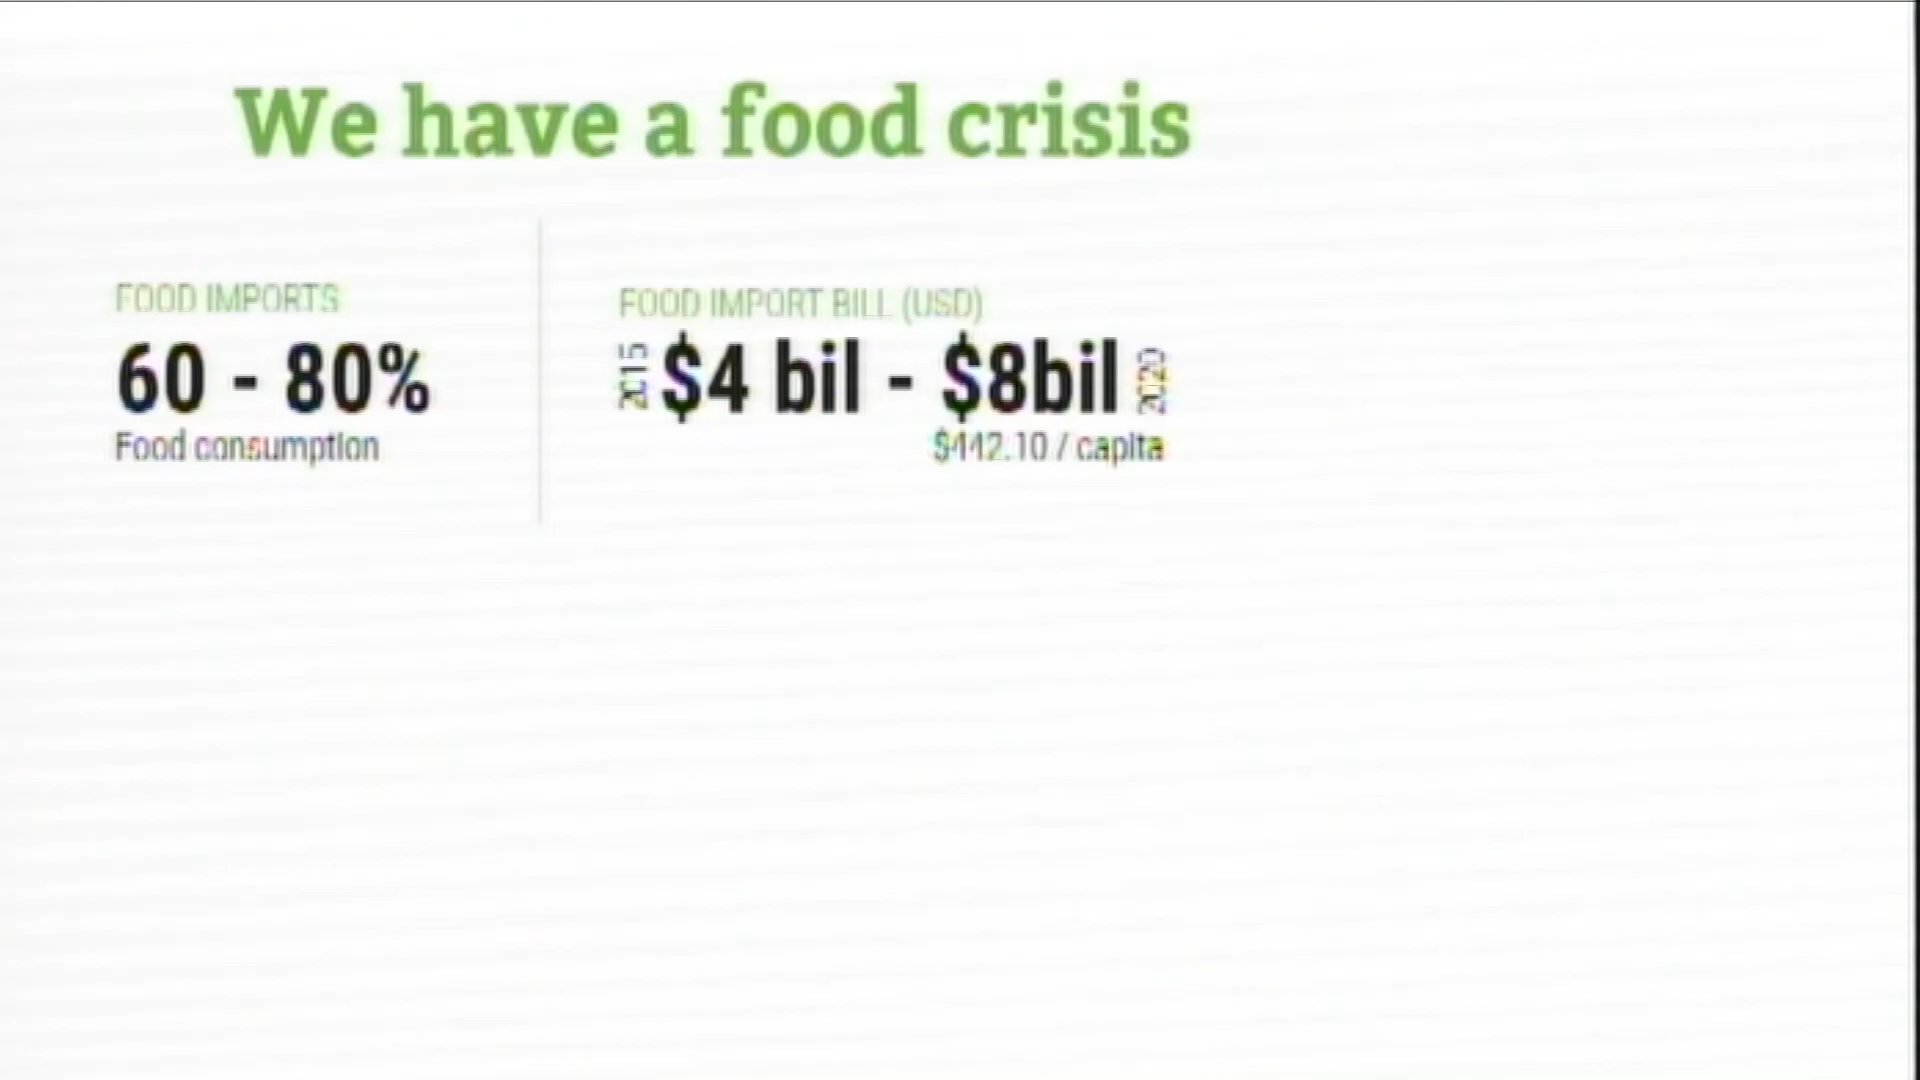 We have a food crisis
FOOD IMPORTS
60 - 80%
Food consumption
FOOD IMPORT BILL (USD)
2015 $4 bil - $8bil 2020
$442.10 / capita